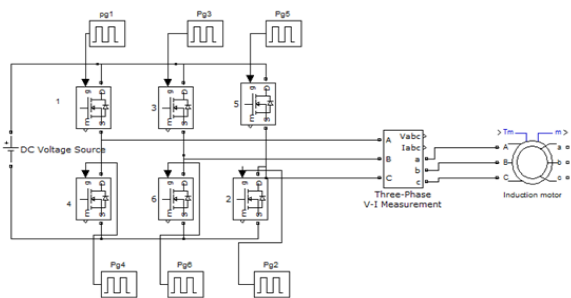 pg1
Pg3
Pg5
1
3
5
g
D
m
S
g
D
m
S
g
D
m
S
DC Voltage Source
+
A
B
C
Vabc
Iabc
a
b
c
Three-Phase
V-I Measurement
Tm
m
A
B
C
a
b
c
Induction motor
4
6
2
g
D
m
S
g
D
m
S
g
D
m
S
Pg4
Pg6
Pg2